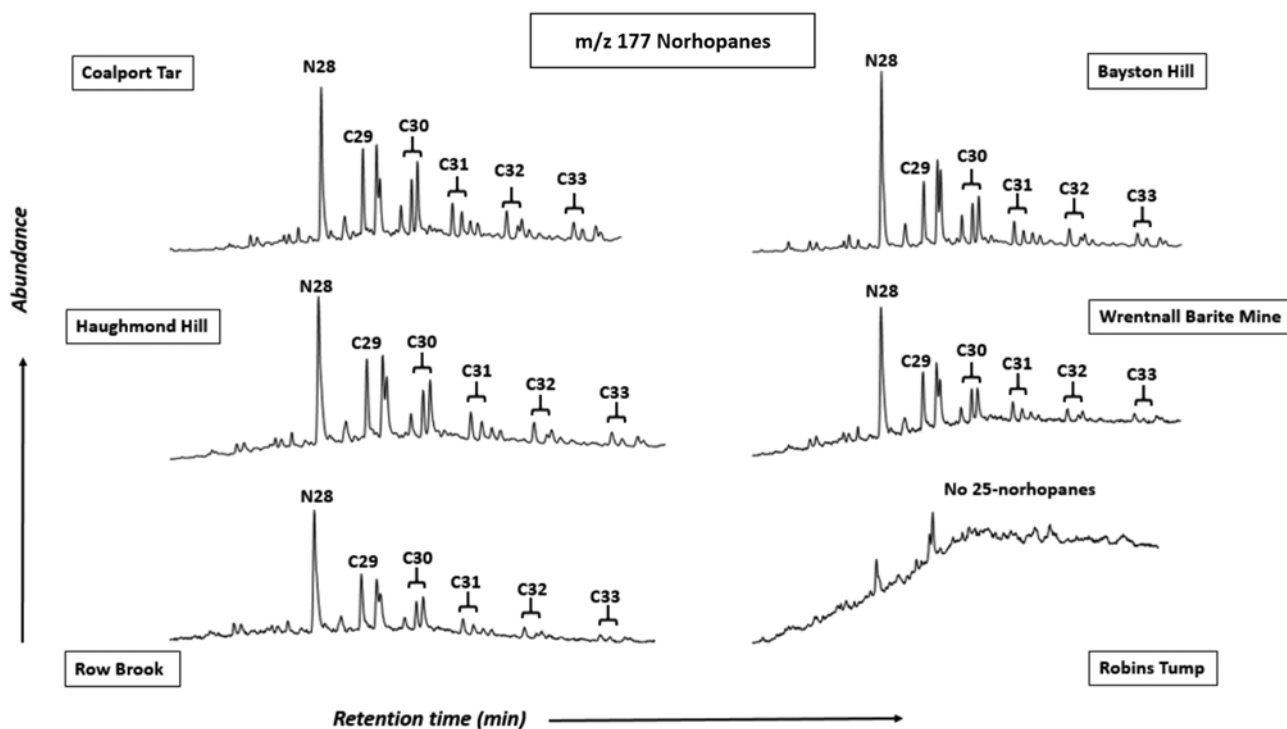 m/z 177 Norhopanes
Coalport Tar
N28
C29
C30
C31
C32
C33
Bayston Hill
N28
C29
C30
C31
C32
C33
Abundance
Haughmond Hill
N28
C29
C30
C31
C32
C33
Wrentnall Barite Mine
N28
C29
C30
C31
C32
C33
Row Brook
N28
C29
C30
C31
C32
C33
No 25-norhopanes
Robins Tump
Retention time (min)